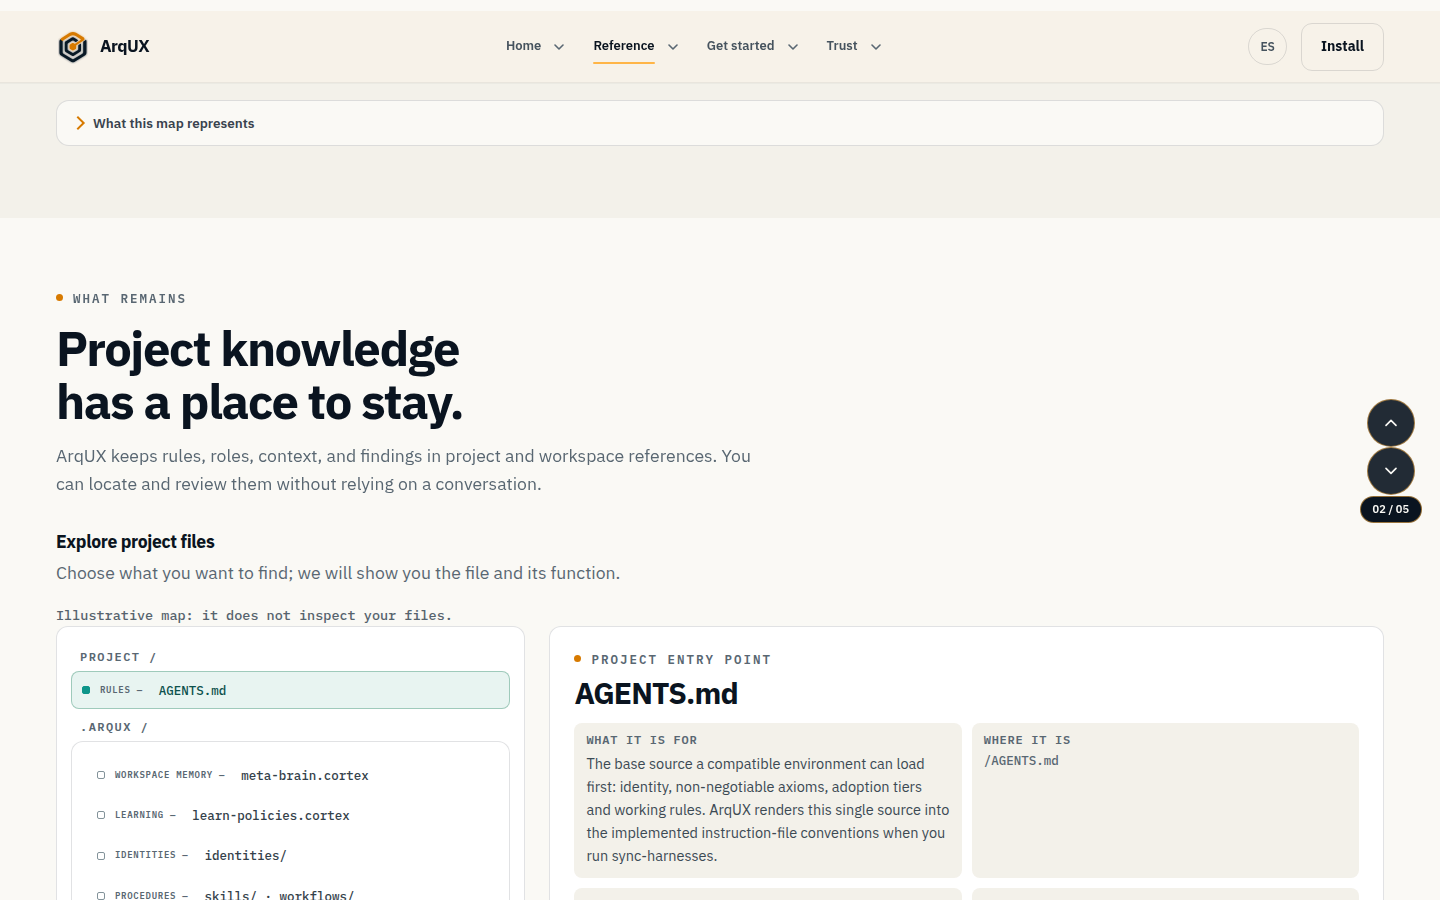 ArqUX
Home
Reference
Get started
Trust
ES
Install
What this map represents
WHAT REMAINS
Project knowledge
has a place to stay.
ArqUX keeps rules, roles, context, and findings in project and workspace references. You
can locate and review them without relying on a conversation.
02 / 05
Explore project files
Choose what you want to find; we will show you the file and its function.
Illustrative map: it does not inspect your files.
PROJECT /
RULES – AGENTS.md
.ARQUX /
WORKSPACE MEMORY – meta-brain.cortex
LEARNING – learn-policies.cortex
IDENTITIES – identities/
PROCEDURES – skills/ · workflows/
PROJECT ENTRY POINT
AGENTS.md
WHAT IT IS FOR
The base source a compatible environment can load
first: identity, non-negotiable axioms, adoption tiers
and working rules. ArqUX renders this single source into
the implemented instruction-file conventions when you
run sync-harnesses.
WHERE IT IS
/AGENTS.md